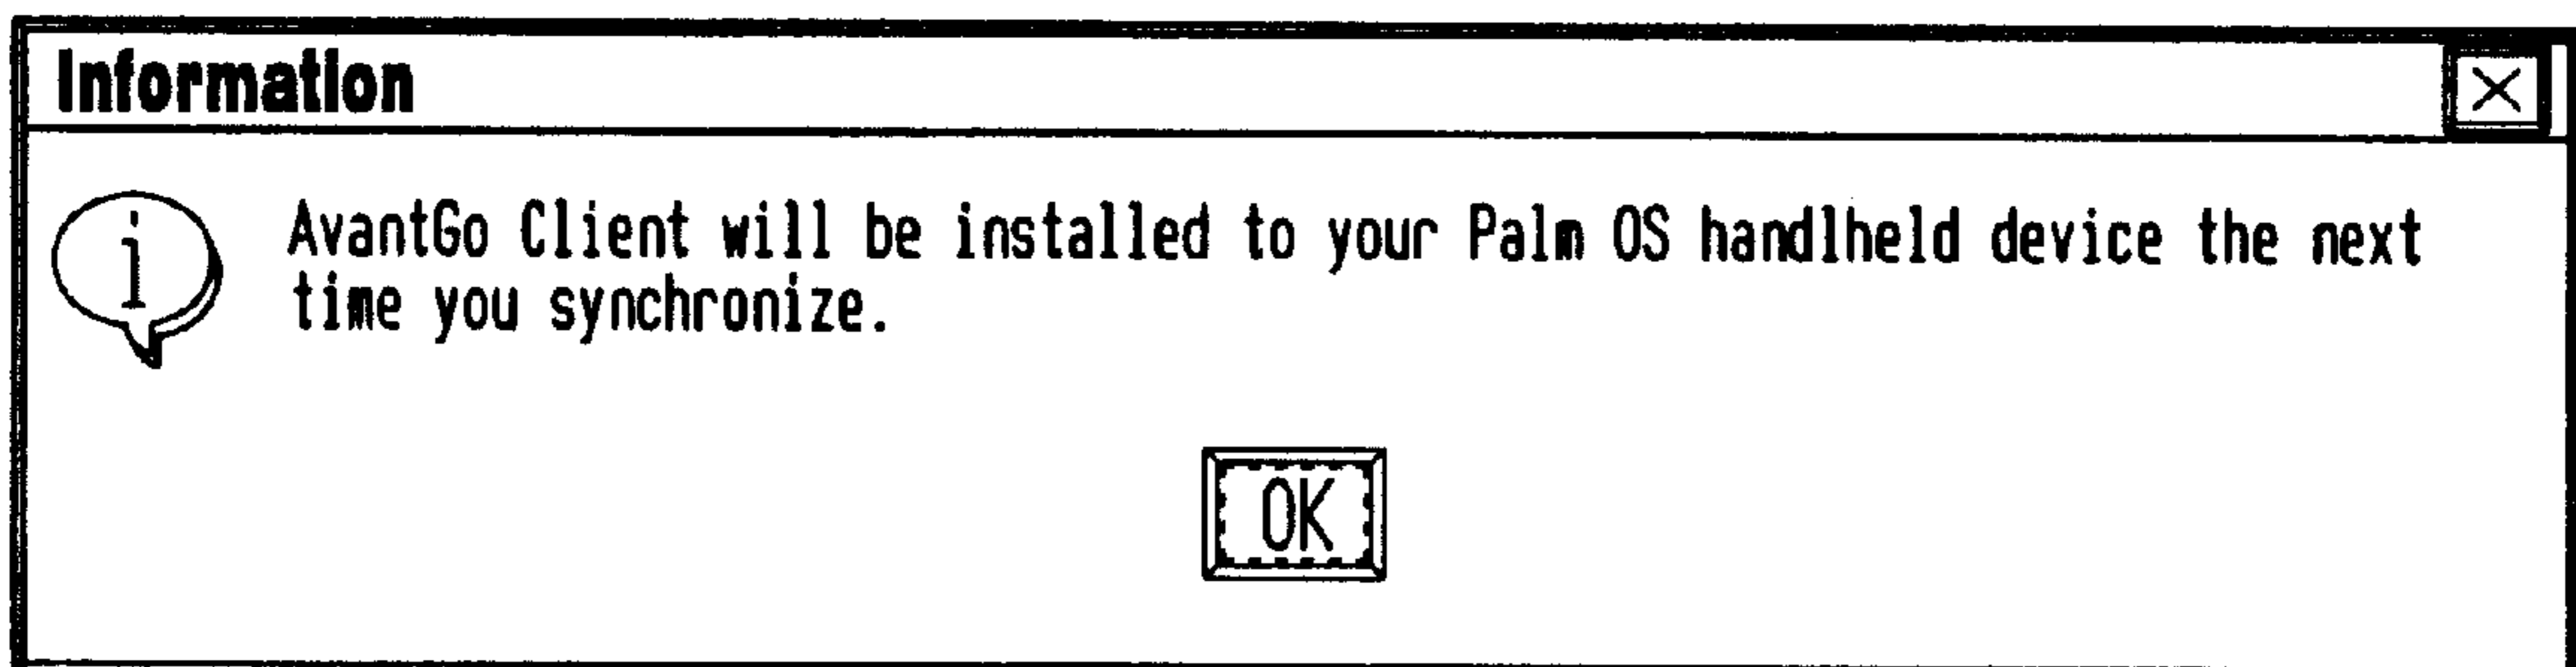 Information
i
AvantGo Client will be installed to your Palm OS handlheld device the next
time you synchronize.
OK